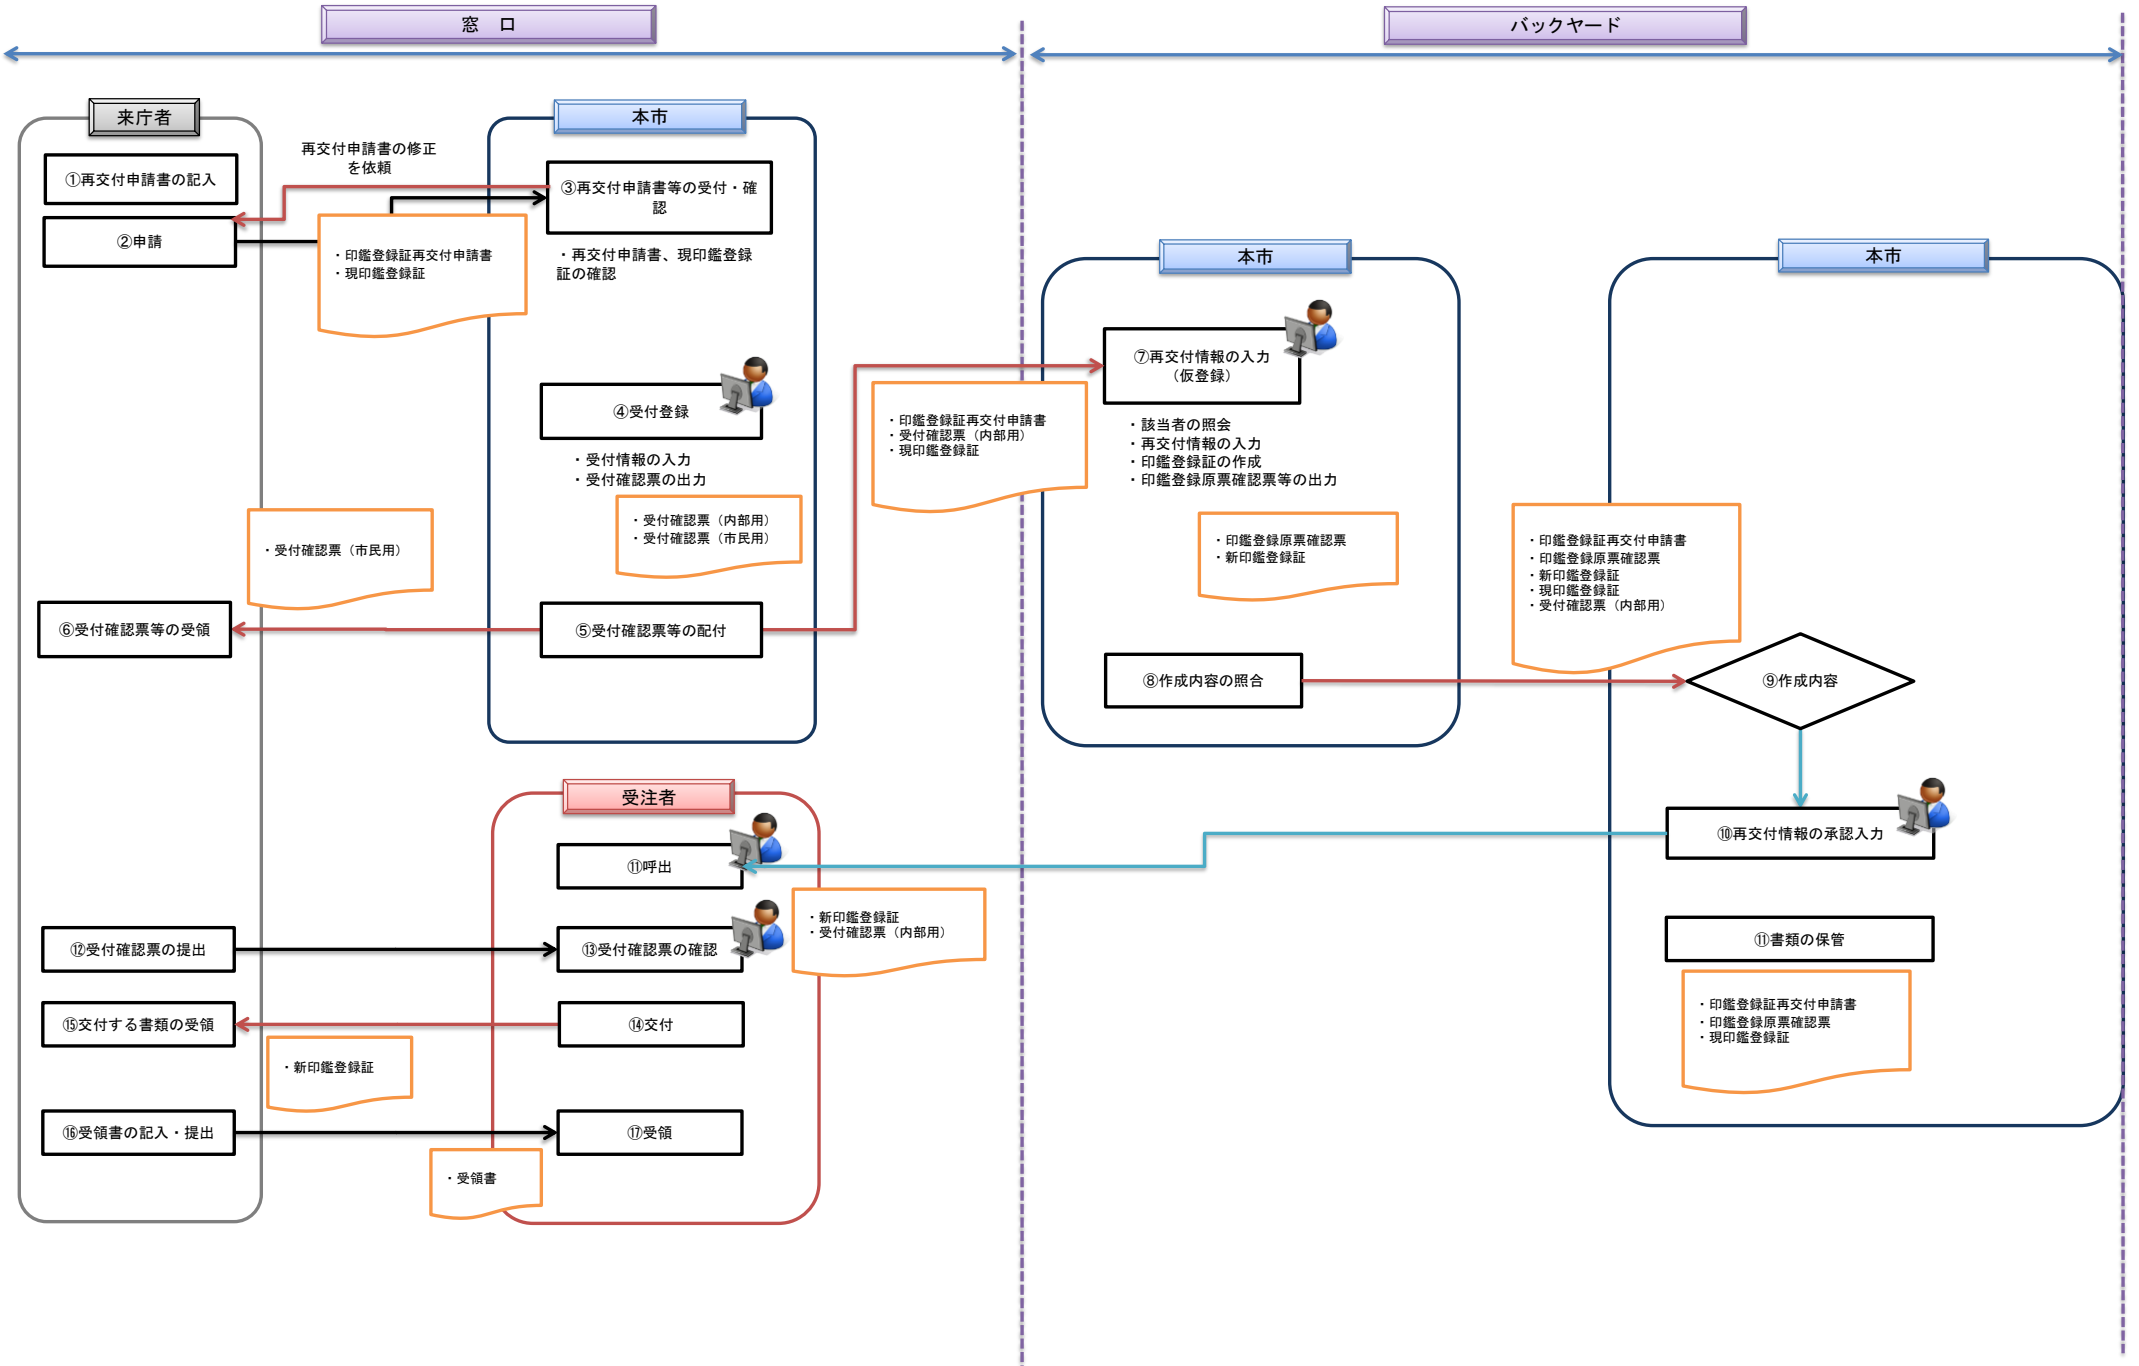 窓　口
バックヤード
来庁者
本市
①再交付申請書の記入
再交付申請書の修正
を依頼
②申請
・印鑑登録証再交付申請書
・現印鑑登録証
③再交付申請書等の受付・確
認
・再交付申請書、現印鑑登録
証の確認
④受付登録
・受付情報の入力
・受付確認票の出力
・受付確認票（内部用）
・受付確認票（市民用）
・受付確認票（市民用）
⑥受付確認票等の受領
⑤受付確認票等の配付
・印鑑登録証再交付申請書
・受付確認票（内部用）
・現印鑑登録証
本市
⑦再交付情報の入力
（仮登録）
・該当者の照会
・再交付情報の入力
・印鑑登録証の作成
・印鑑登録原票確認票等の出力
・印鑑登録原票確認票
・新印鑑登録証
⑧作成内容の照合
本市
・印鑑登録証再交付申請書
・印鑑登録原票確認票
・新印鑑登録証
・現印鑑登録証
・受付確認票（内部用）
⑨作成内容
⑩再交付情報の承認入力
⑪書類の保管
・印鑑登録証再交付申請書
・印鑑登録原票確認票
・現印鑑登録証
受注者
⑪呼出
・新印鑑登録証
・受付確認票（内部用）
⑫受付確認票の提出
⑬受付確認票の確認
⑮交付する書類の受領
⑭交付
・新印鑑登録証
⑯受領書の記入・提出
⑰受領
・受領書